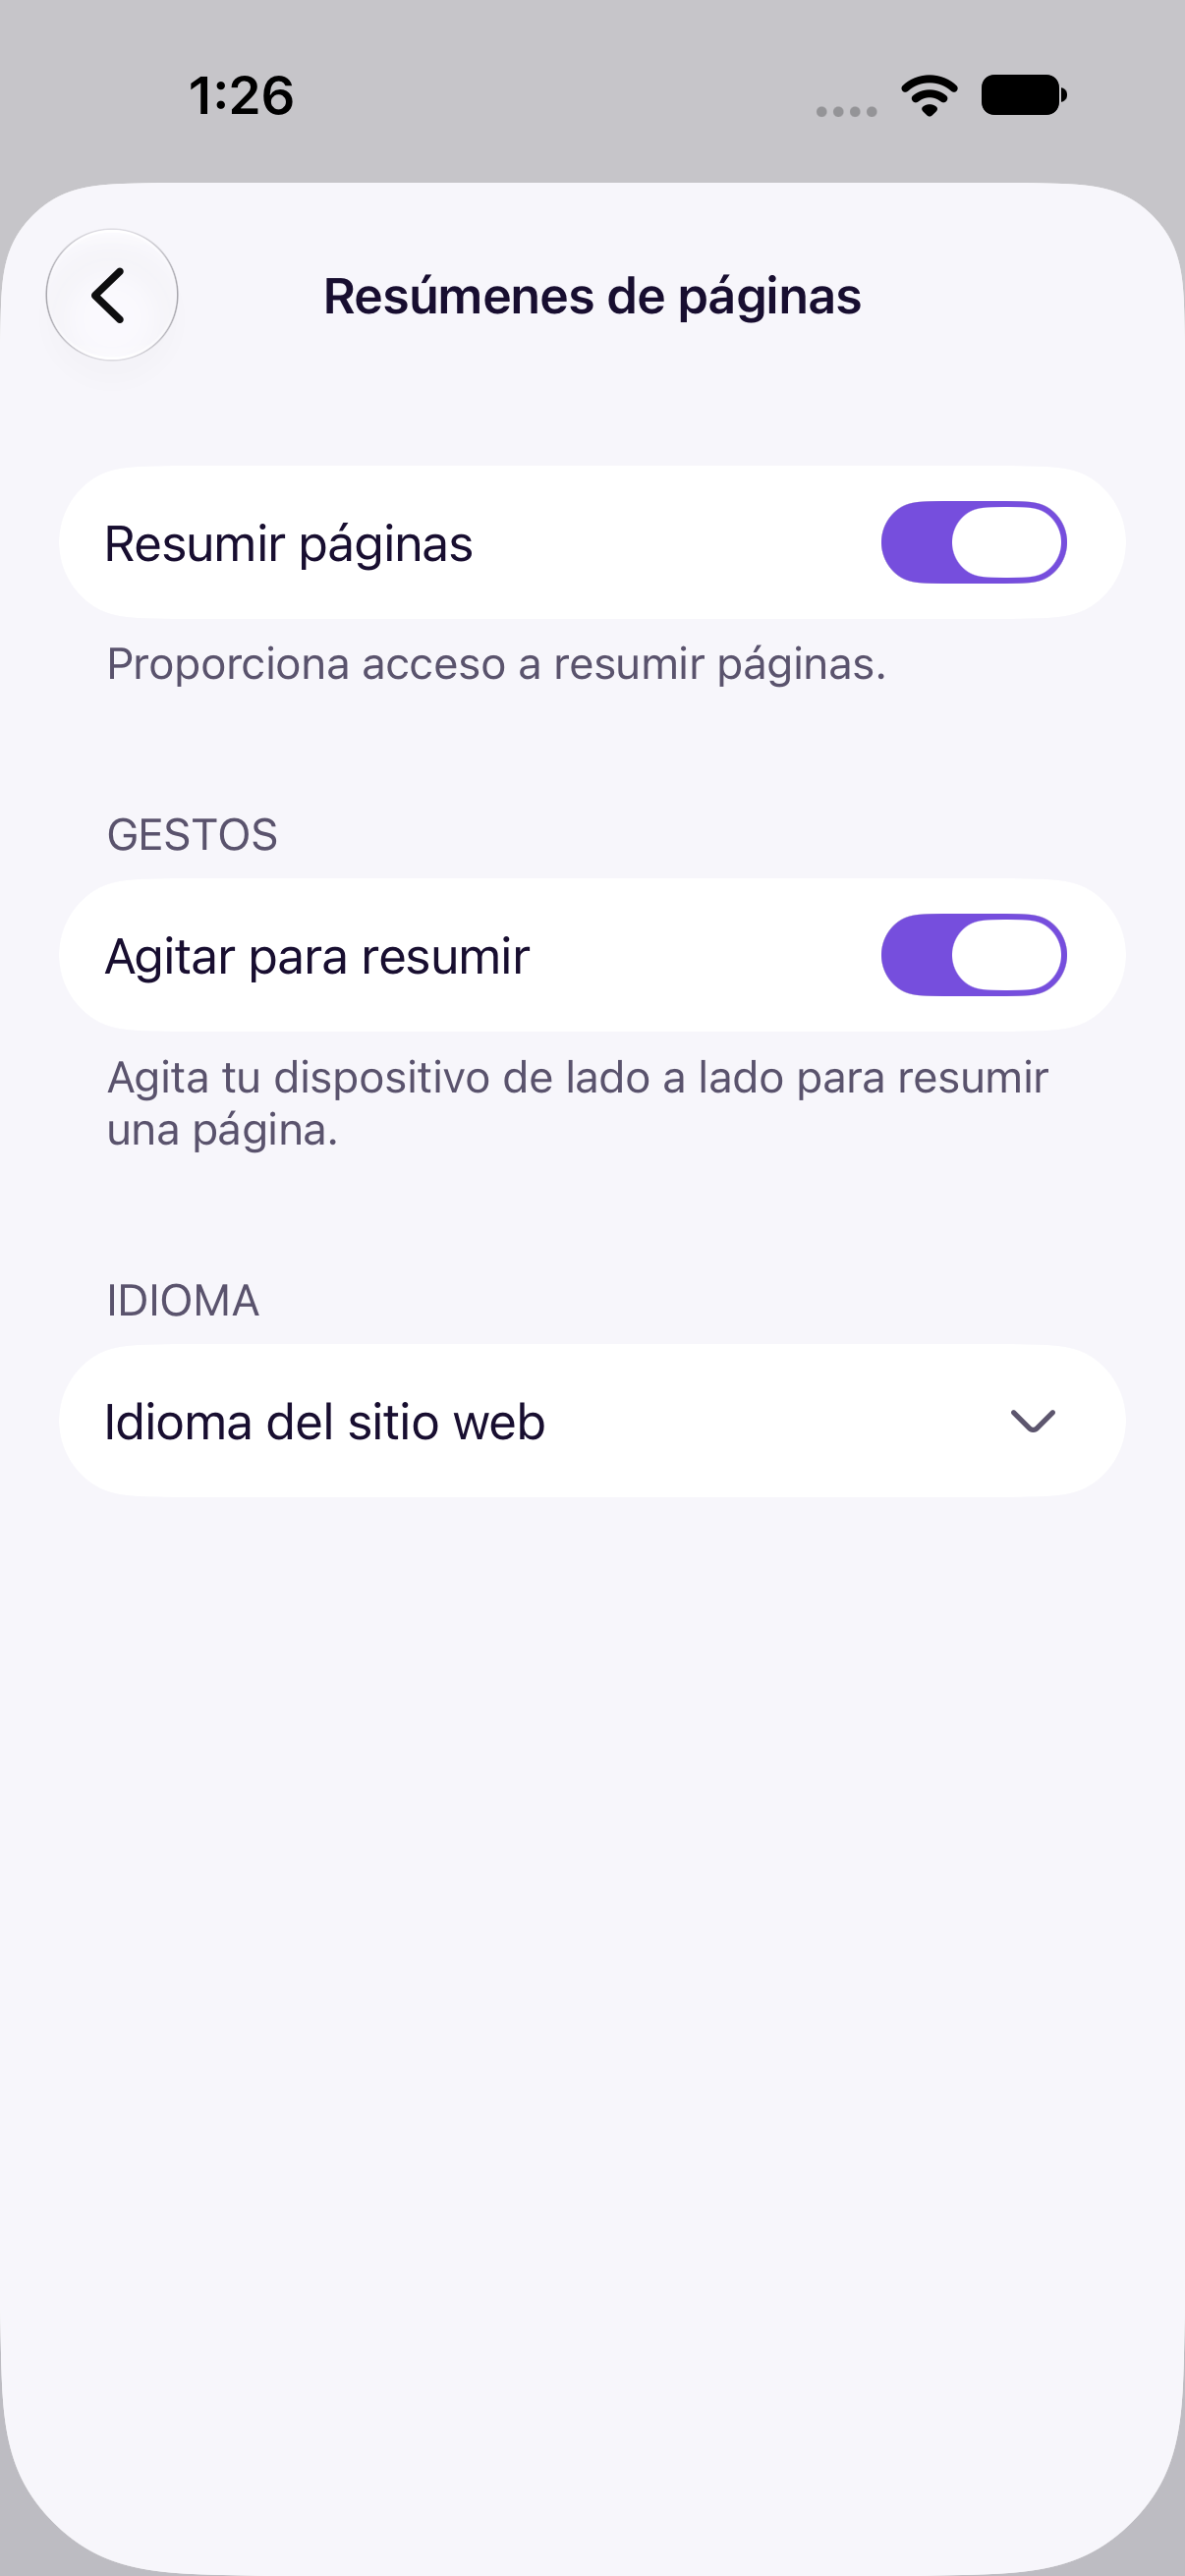 1:26
Resúmenes de páginas
Resumir páginas
Proporciona acceso a resumir páginas.
GESTOS
Agitar para resumir
Agita tu dispositivo de lado a lado para resumir
una página.
IDIOMA
Idioma del sitio web